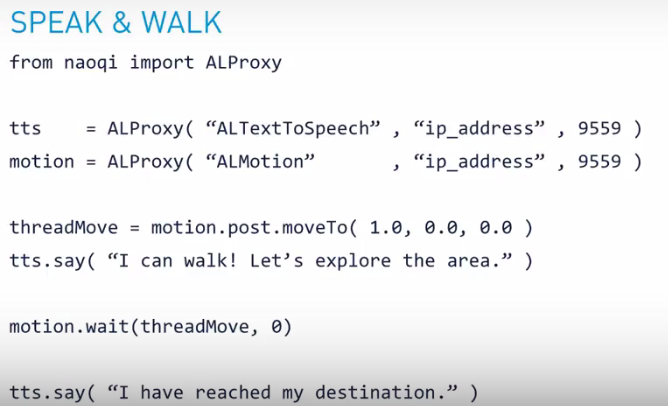 SPEAK & WALK
from naoqi import ALProxy
tts    = ALProxy( “ALTextToSpeech” , “ip_address” , 9559 )
motion = ALProxy( “ALMotion”       , “ip_address” , 9559 )
threadMove = motion.post.moveTo( 1.0, 0.0, 0.0 )
tts.say( “I can walk! Let’s explore the area.” )
motion.wait(threadMove, 0)
tts.say( “I have reached my destination.” )